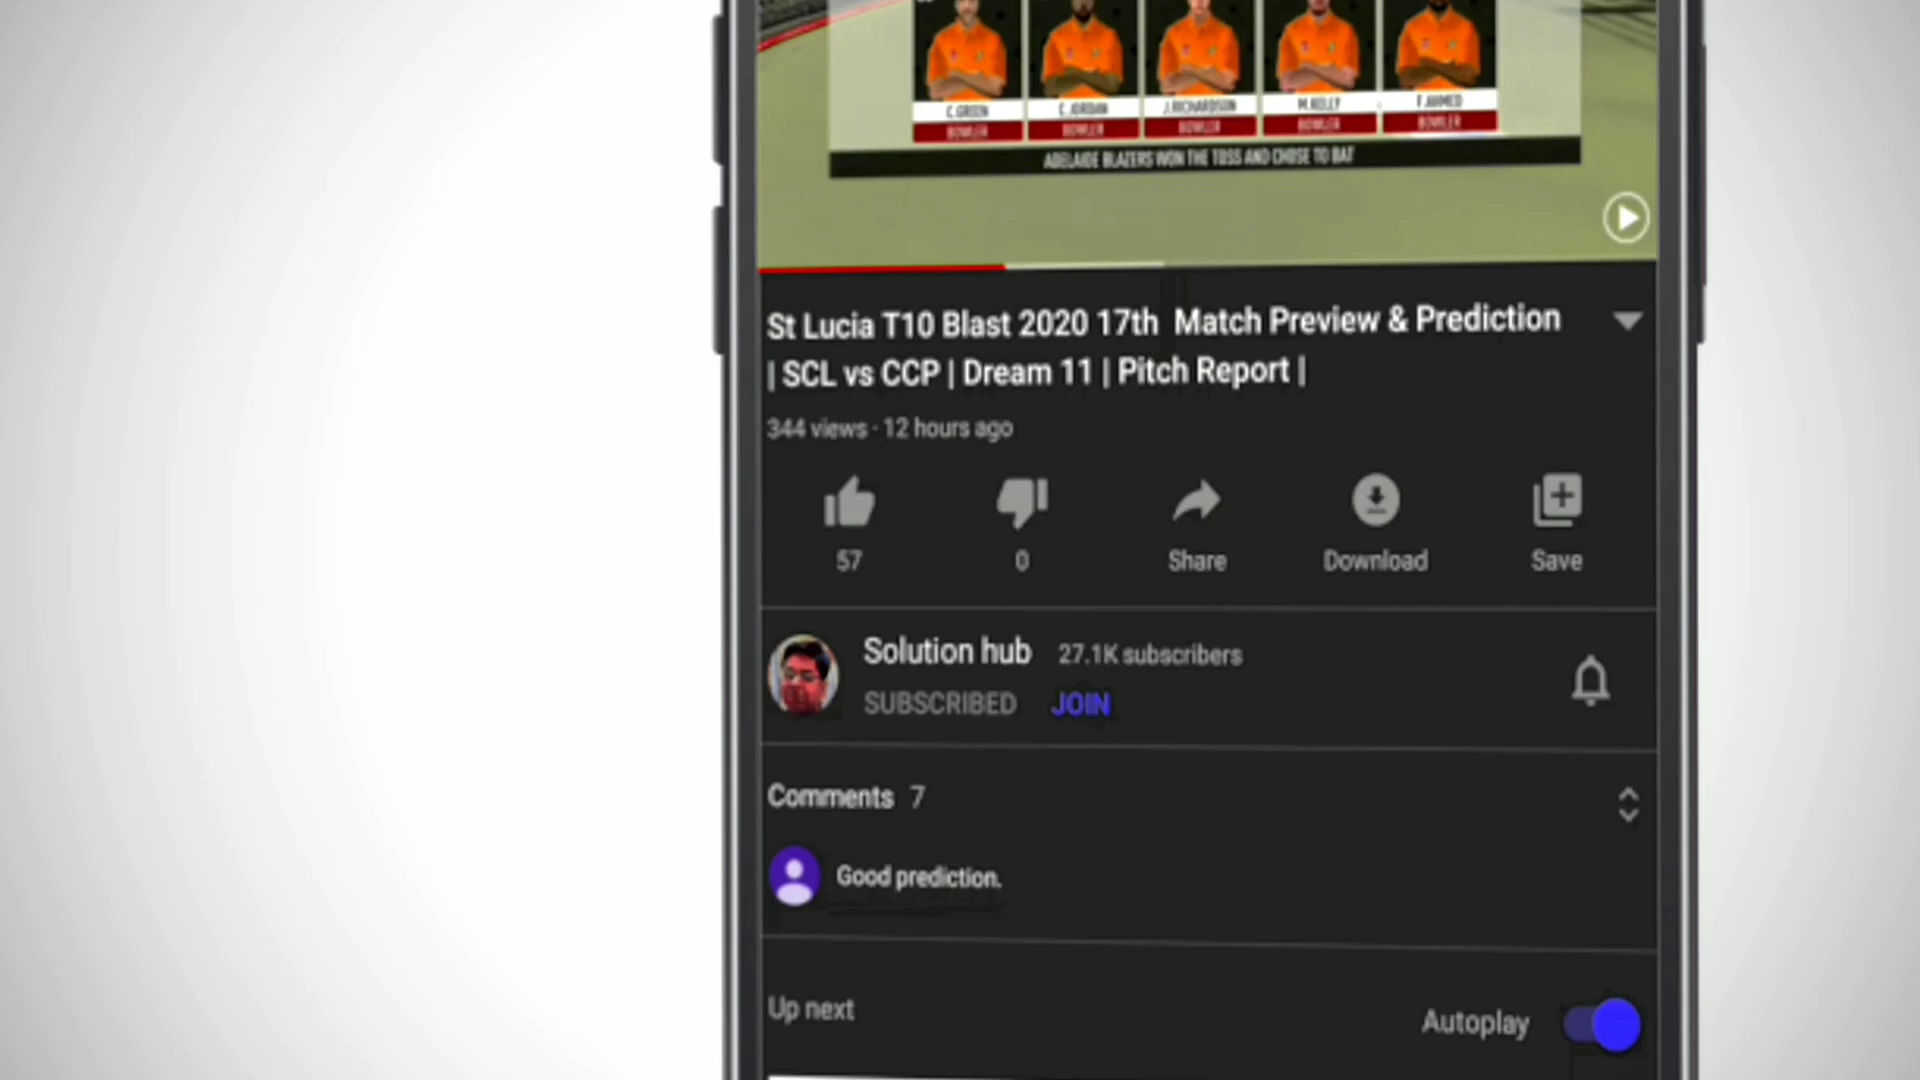 C.GREEN C.JORDAN J.RICHARDSON M.KELLY F.AHMED
BOWLER BOWLER BOWLER BOWLER BOWLER
ADELAIDE BLAZERS WON THE TOSS AND CHOSE TO BAT
St Lucia T10 Blast 2020 17th Match Preview & Prediction
| SCL vs CCP | Dream 11 | Pitch Report |
344 views · 12 hours ago
57 0 Share Download Save
Solution hub 27.1K subscribers
SUBSCRIBED JOIN
Comments 7
Good prediction.
Up next
Autoplay